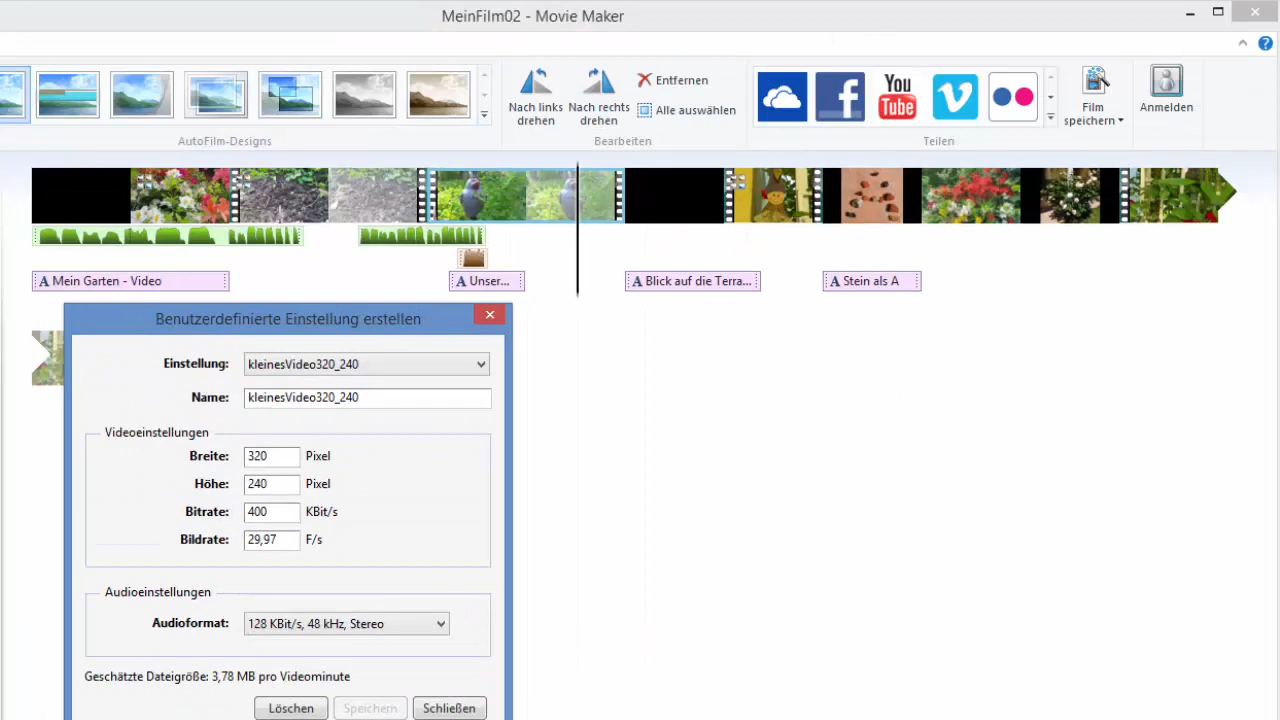 MeinFilm02 - Movie Maker
Nach links drehen
Nach rechts drehen
Entfernen
Alle auswählen
You Tube
Film speichern
Anmelden
AutoFilm-Designs
Bearbeiten
Teilen
A Mein Garten - Video
A Unser...
A Blick auf die Terra...
A Stein als A
Benutzerdefinierte Einstellung erstellen
Einstellung: kleinesVideo320_240
Name: kleinesVideo320_240
Videoeinstellungen
Breite: 320 Pixel
Höhe: 240 Pixel
Bitrate: 400 KBit/s
Bildrate: 29,97 F/s
Audioeinstellungen
Audioformat: 128 KBit/s, 48 kHz, Stereo
Geschätzte Dateigröße: 3,78 MB pro Videominute
Löschen Speichern Schließen